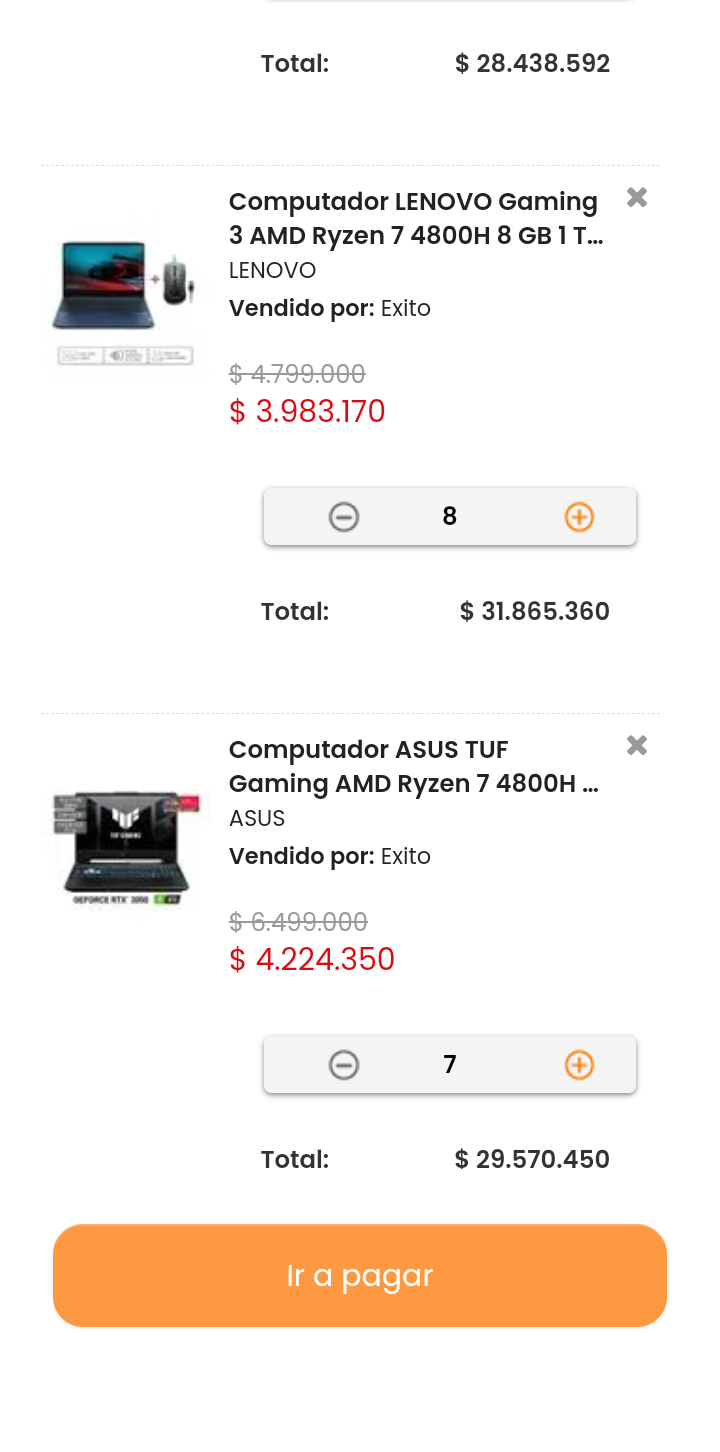 Total: $ 28.438.592
Computador LENOVO Gaming
3 AMD Ryzen 7 4800H 8 GB 1 T...
LENOVO
Vendido por: Exito
$ 4.799.000
$ 3.983.170
8
Total: $ 31.865.360
Computador ASUS TUF
Gaming AMD Ryzen 7 4800H ...
ASUS
Vendido por: Exito
$ 6.499.000
$ 4.224.350
GEFORCE RTX 3050
7
Total: $ 29.570.450
Ir a pagar